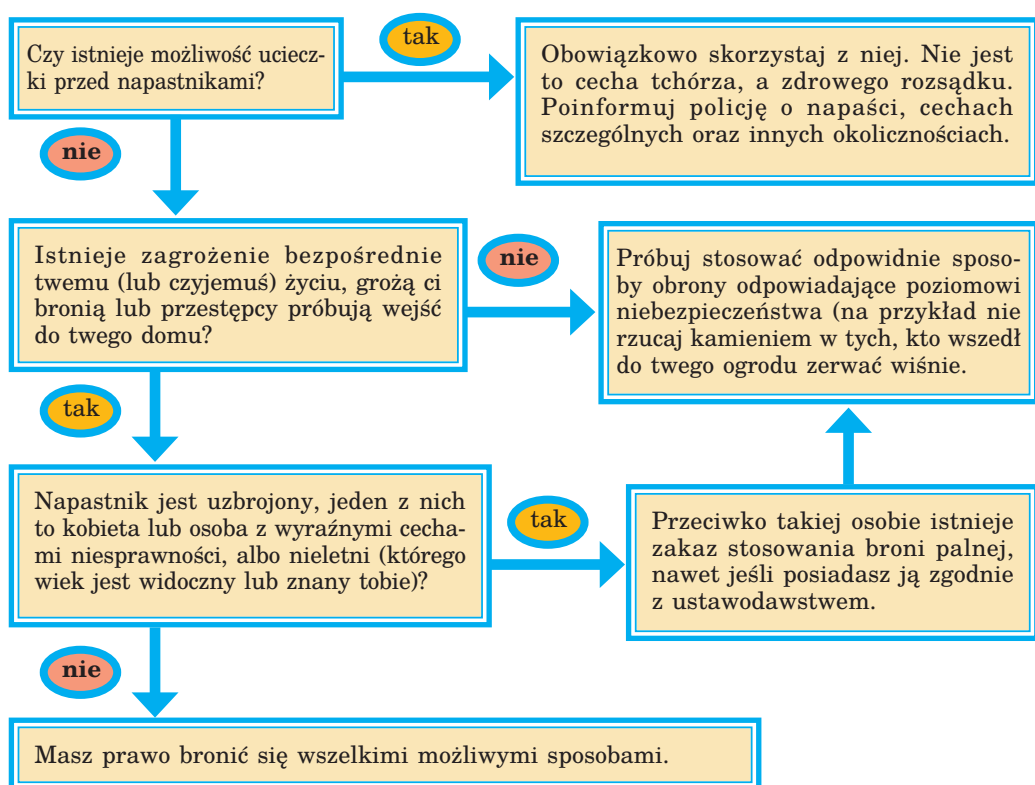 Czy istnieje możliwość uciecz-
ki przed napastnikami?
tak
Obowiązkowo skorzystaj z niej. Nie jest
to cecha tchórza, a zdrowego rozsądku.
Poinformuj policję o napaści, cechach
szczególnych oraz innych okolicznościach.
nie
Istnieje zagrożenie bezpośrednie
twemu (lub czyjemuś) życiu, grożą ci
bronią lub przestępcy próbują wejść
do twego domu?
nie
Próbuj stosować odpowidnie sposo-
by obrony odpowiadające poziomowi
niebezpieczeństwa (na przykład nie
rzucaj kamieniem w tych, kto wszedł
do twego ogrodu zerwać wiśnie.
tak
Napastnik jest uzbrojony, jeden z nich
to kobieta lub osoba z wyraźnymi cecha-
mi niesprawności, albo nieletni (którego
wiek jest widoczny lub znany tobie)?
tak
Przeciwko takiej osobie istnieje
zakaz stosowania broni palnej,
nawet jeśli posiadasz ją zgodnie
z ustawodawstwem.
nie
Masz prawo bronić się wszelkimi możliwymi sposobami.